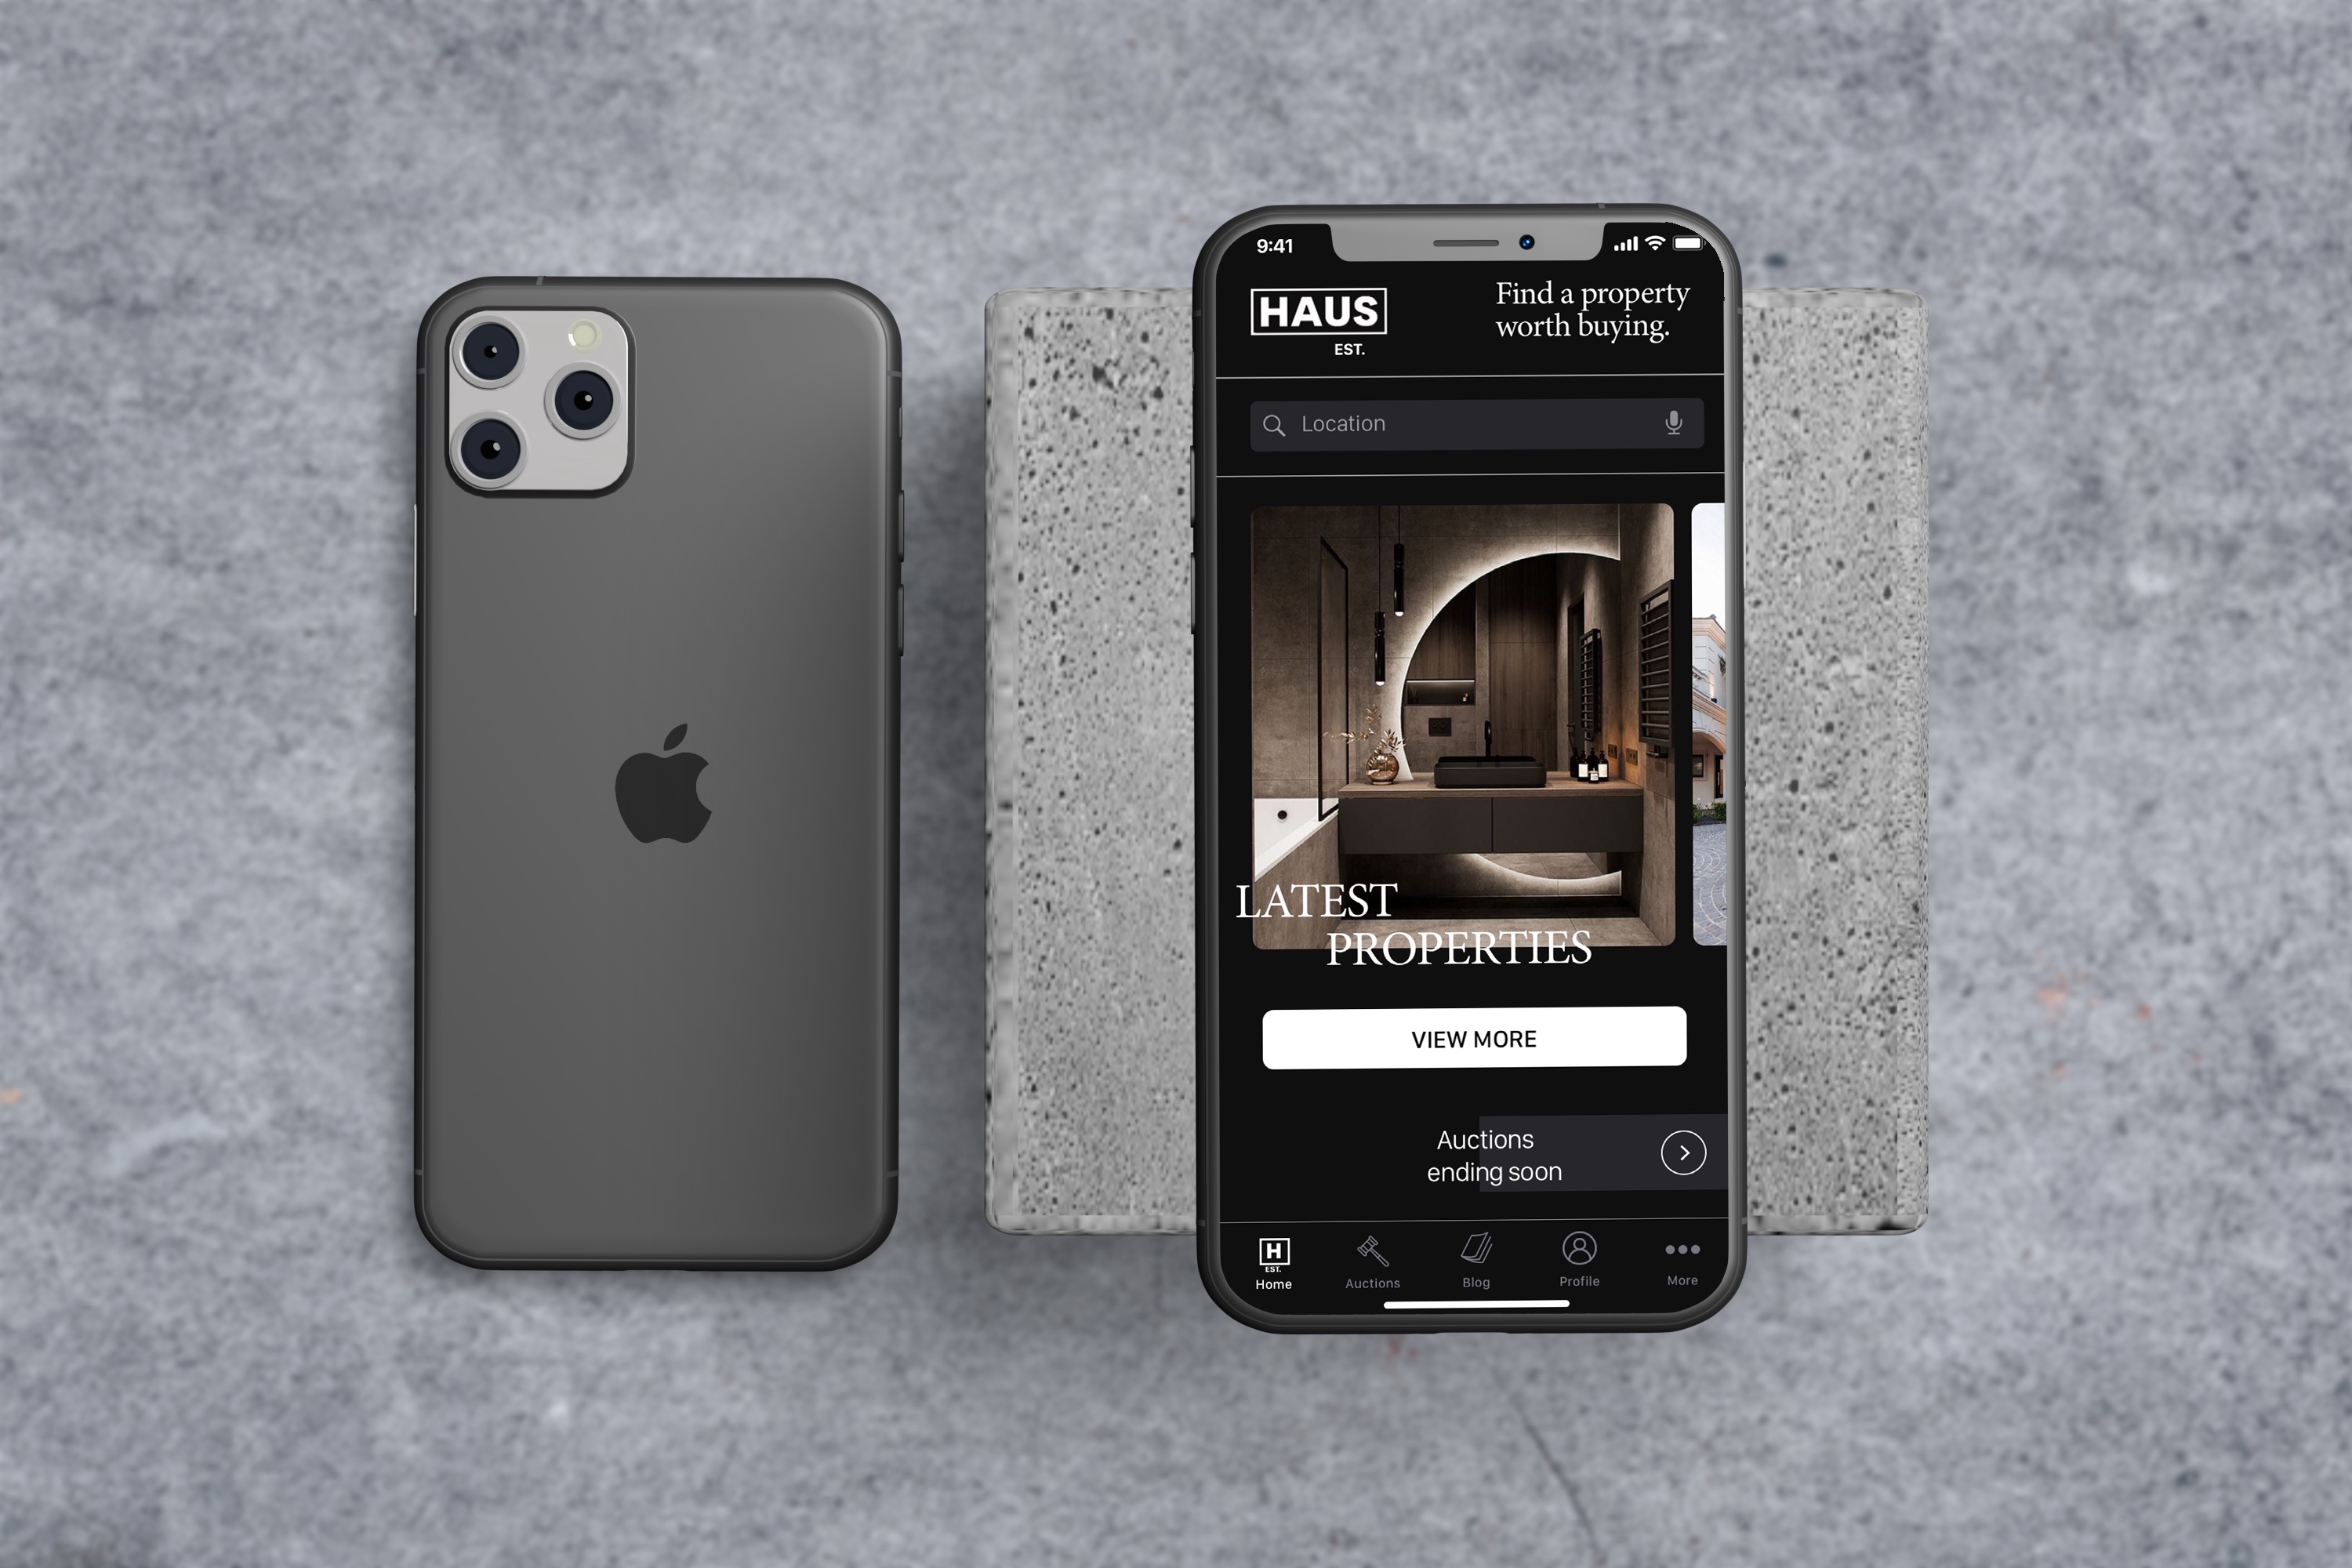 9:41
HAUS
EST.
Find a property
worth buying.
Location
LATEST
PROPERTIES
VIEW MORE
Auctions
ending soon
H
EST.
Home
Auctions
Blog
Profile
More